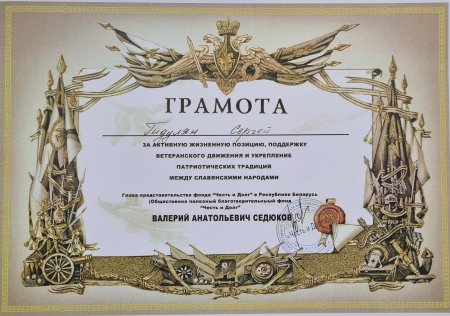 ГРАМОТА
Гидулян Сергей
ЗА АКТИВНУЮ ЖИЗНЕННУЮ ПОЗИЦИЮ, ПОДДЕРЖКУ
ВЕТЕРАНСКОГО ДВИЖЕНИЯ И УКРЕПЛЕНИЕ
ПАТРИОТИЧЕСКИХ ТРАДИЦИЙ
МЕЖДУ СЛАВЯНСКИМИ НАРОДАМИ
Глава представительства фонда "Честь и Долг" в Республике Беларусь
(Общественно полезный благотворительный фонд
"Честь и Долг"
ВАЛЕРИЙ АНАТОЛЬЕВИЧ СЕДЮКОВ